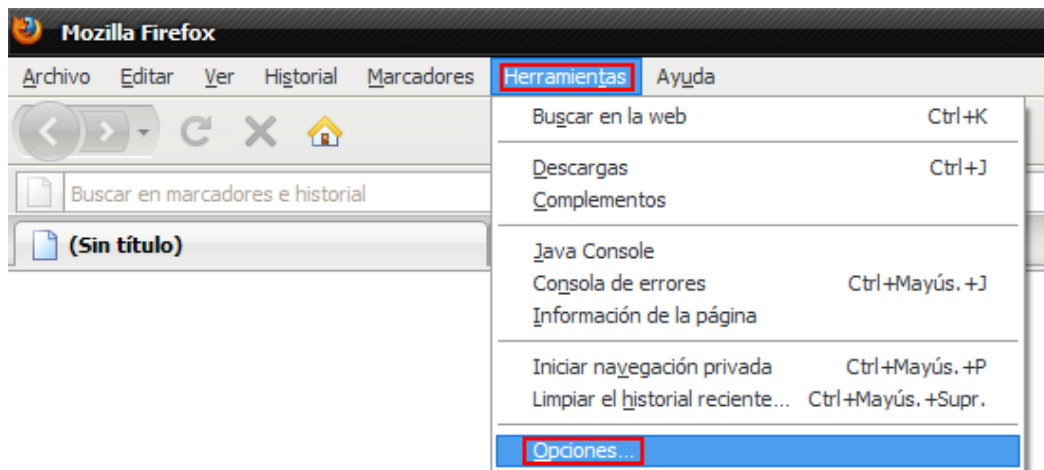 Mozilla Firefox
Archivo Editar Ver Historial Marcadores Herramientas Ayuda
Buscar en la web Ctrl+K
Descargas Ctrl+J
Buscar en marcadores e historial
Complementos
(Sin título)
Java Console
Consola de errores Ctrl+Mayús.+J
Información de la página
Iniciar navegación privada Ctrl+Mayús.+P
Limpiar el historial reciente... Ctrl+Mayús.+Supr.
Opciones...